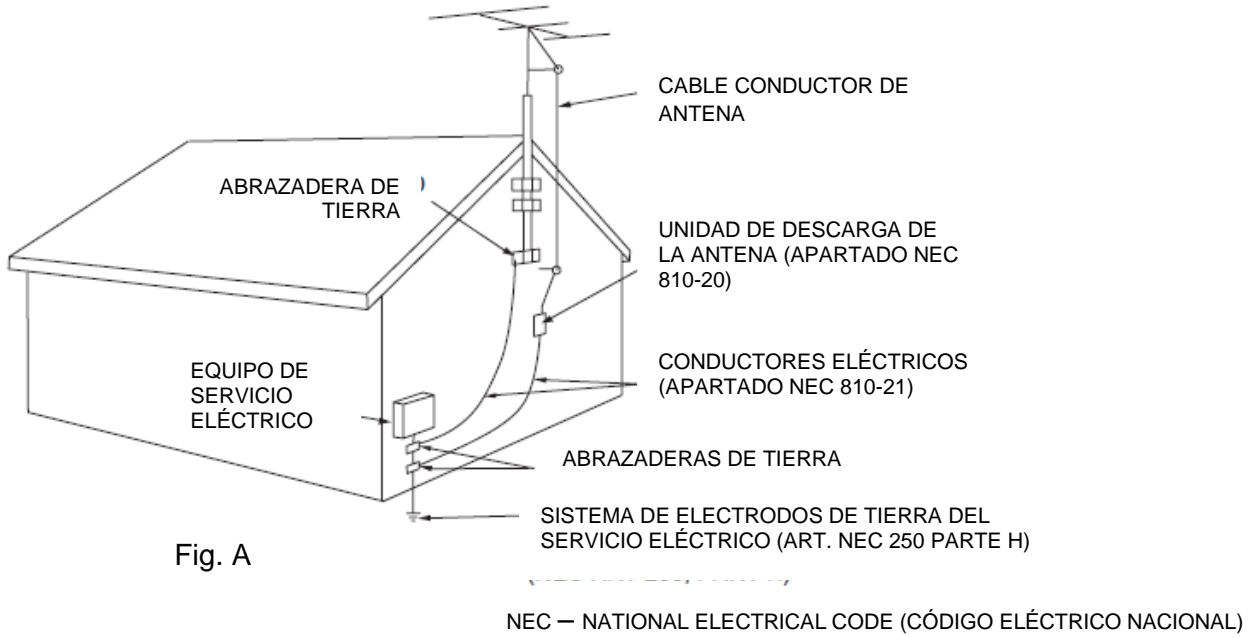 CABLE CONDUCTOR DE
ANTENA
ABRAZADERA DE
TIERRA
UNIDAD DE DESCARGA DE
LA ANTENA (APARTADO NEC
810-20)
EQUIPO DE
SERVICIO
ELÉCTRICO
CONDUCTORES ELÉCTRICOS
(APARTADO NEC 810-21)
ABRAZADERAS DE TIERRA
SISTEMA DE ELECTRODOS DE TIERRA DEL
SERVICIO ELÉCTRICO (ART. NEC 250 PARTE H)
Fig. A
NEC — NATIONAL ELECTRICAL CODE (CÓDIGO ELÉCTRICO NACIONAL)